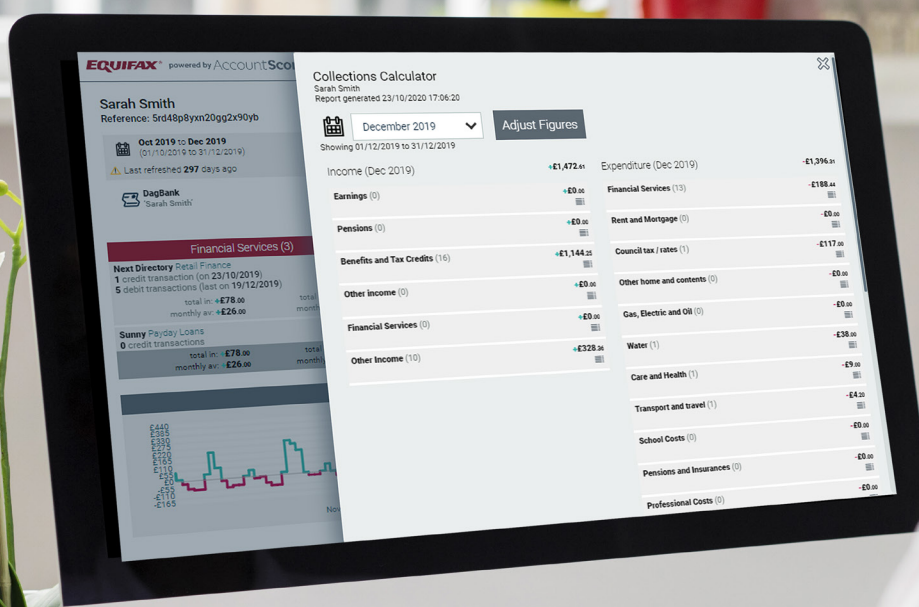 EQUIFAX powered by AccountSco
Sarah Smith
Reference: 5rd48p8yxn20gg2x90yb
Oct 2019 to Dec 2019
(01/10/2019 to 31/12/2019)
Last refreshed 297 days ago
DagBank
'Sarah Smith'
Financial Services (3)
Next Directory Retail Finance
1 credit transaction (on 23/10/2019)
5 debit transactions (last on 19/12/2019)
total in: +£78.00 total
monthly av: +£26.00 month
Sunny Payday Loans
0 credit transactions
total in: +£78.00 total
monthly av: +£26.00 monthl
£440
£385
£330
£275
£220
£165
£110
£55
£0
-£55
-£110
-£165
Nov
Collections Calculator
Sarah Smith
Report generated 23/10/2020 17:06:20
December 2019
Adjust Figures
Showing 01/12/2019 to 31/12/2019
Income (Dec 2019) +£1,472.61
Earnings (0) +£0.00
Pensions (0) +£0.00
Benefits and Tax Credits (16) +£1,144.25
Other income (0) +£0.00
Financial Services (0) +£0.00
Other Income (10) +£328.36
Expenditure (Dec 2019) -£1,396.31
Financial Services (13) -£188.44
Rent and Mortgage (0) -£0.00
Council tax / rates (1) -£117.00
Other home and contents (0) -£0.00
Gas, Electric and Oil (0) -£0.00
Water (1) -£38.00
Care and Health (1) -£9.00
Transport and travel (1) -£4.20
School Costs (0) -£0.00
Pensions and Insurances (0) -£0.00
Professional Costs (0) -£0.00